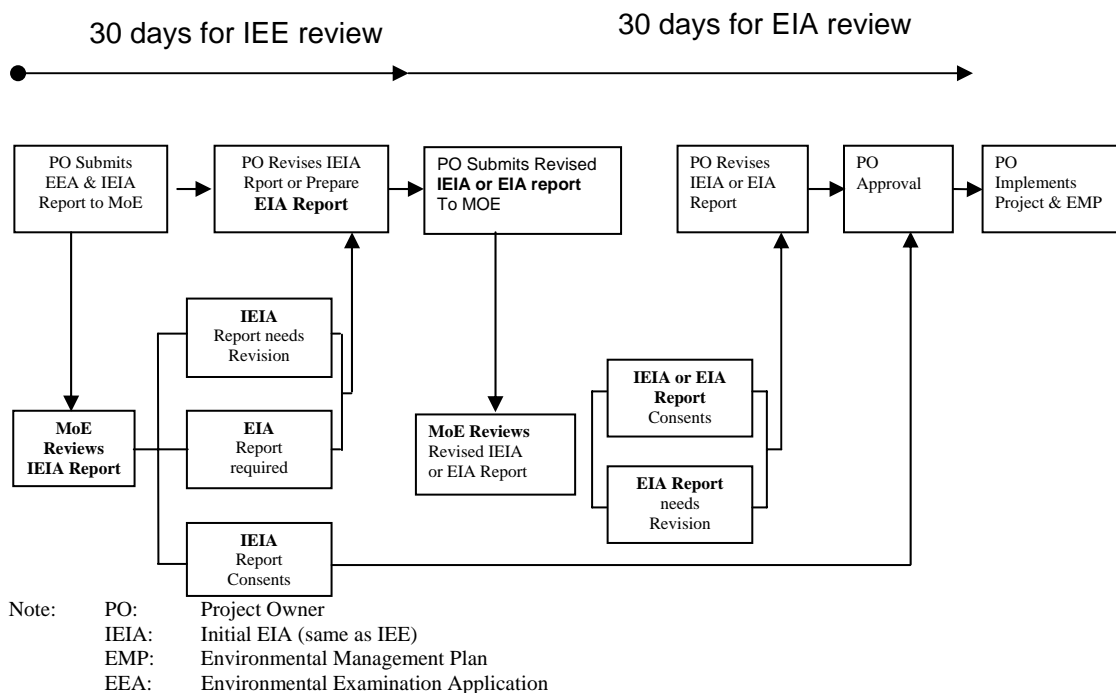 30 days for IEE review
30 days for EIA review
PO Submits
EEA & IEIA
Report to MoE
PO Revises IEIA
Rport or Prepare
EIA Report
PO Submits Revised
IEIA or EIA report
To MOE
PO Revises
IEIA or EIA
Report
PO
Approval
PO
Implements
Project & EMP
IEIA
Report needs
Revision
MoE
Reviews
IEIA Report
EIA
Report
required
IEIA
Report
Consents
MoE Reviews
Revised IEIA
or EIA Report
IEIA or EIA
Report
Consents
EIA Report
needs
Revision
Note: PO: Project Owner
IEIA: Initial EIA (same as IEE)
EMP: Environmental Management Plan
EEA: Environmental Examination Application